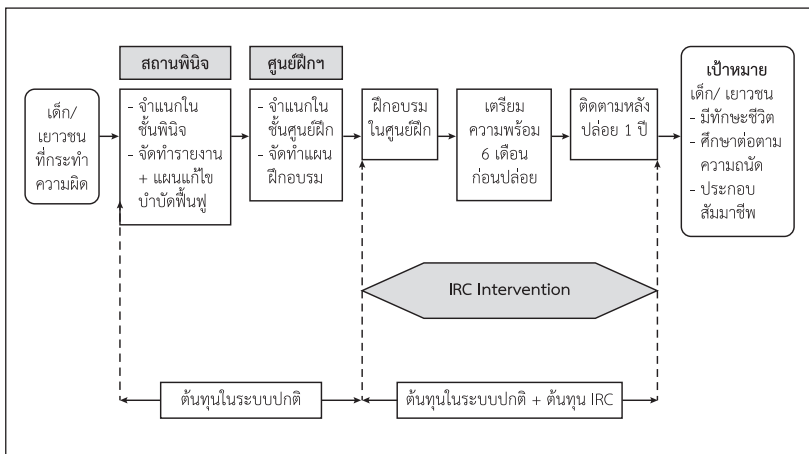 สถานพินิจ
ศูนย์ฝึกฯ
เด็ก/
เยาวชน
ที่กระทำ
ความผิด
- จำแนกใน
ชั้นพินิจ
- จัดทำรายงาน
+ แผนแก้ไข
บำบัดฟื้นฟู
- จำแนกใน
ชั้นศูนย์ฝึก
- จัดทำแผน
ฝึกอบรม
ฝึกอบรม
ในศูนย์ฝึก
เตรียม
ความพร้อม
6 เดือน
ก่อนปล่อย
ติดตามหลัง
ปล่อย 1 ปี
เป้าหมาย
เด็ก/ เยาวชน
- มีทักษะชีวิต
- ศึกษาต่อตาม
ความถนัด
- ประกอบ
สัมมาชีพ
IRC Intervention
ต้นทุนในระบบปกติ
ต้นทุนในระบบปกติ + ต้นทุน IRC